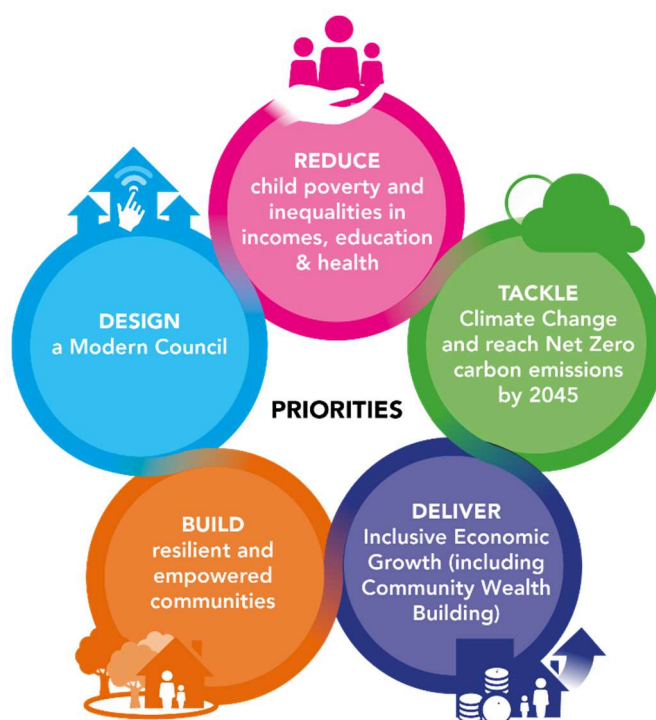 REDUCE
child poverty and
inequalities in
incomes, education
& health
TACKLE
Climate Change
and reach Net Zero
carbon emissions
by 2045
DELIVER
Inclusive Economic
Growth (including
Community Wealth
Building)
BUILD
resilient and
empowered
communities
DESIGN
a Modern Council
PRIORITIES